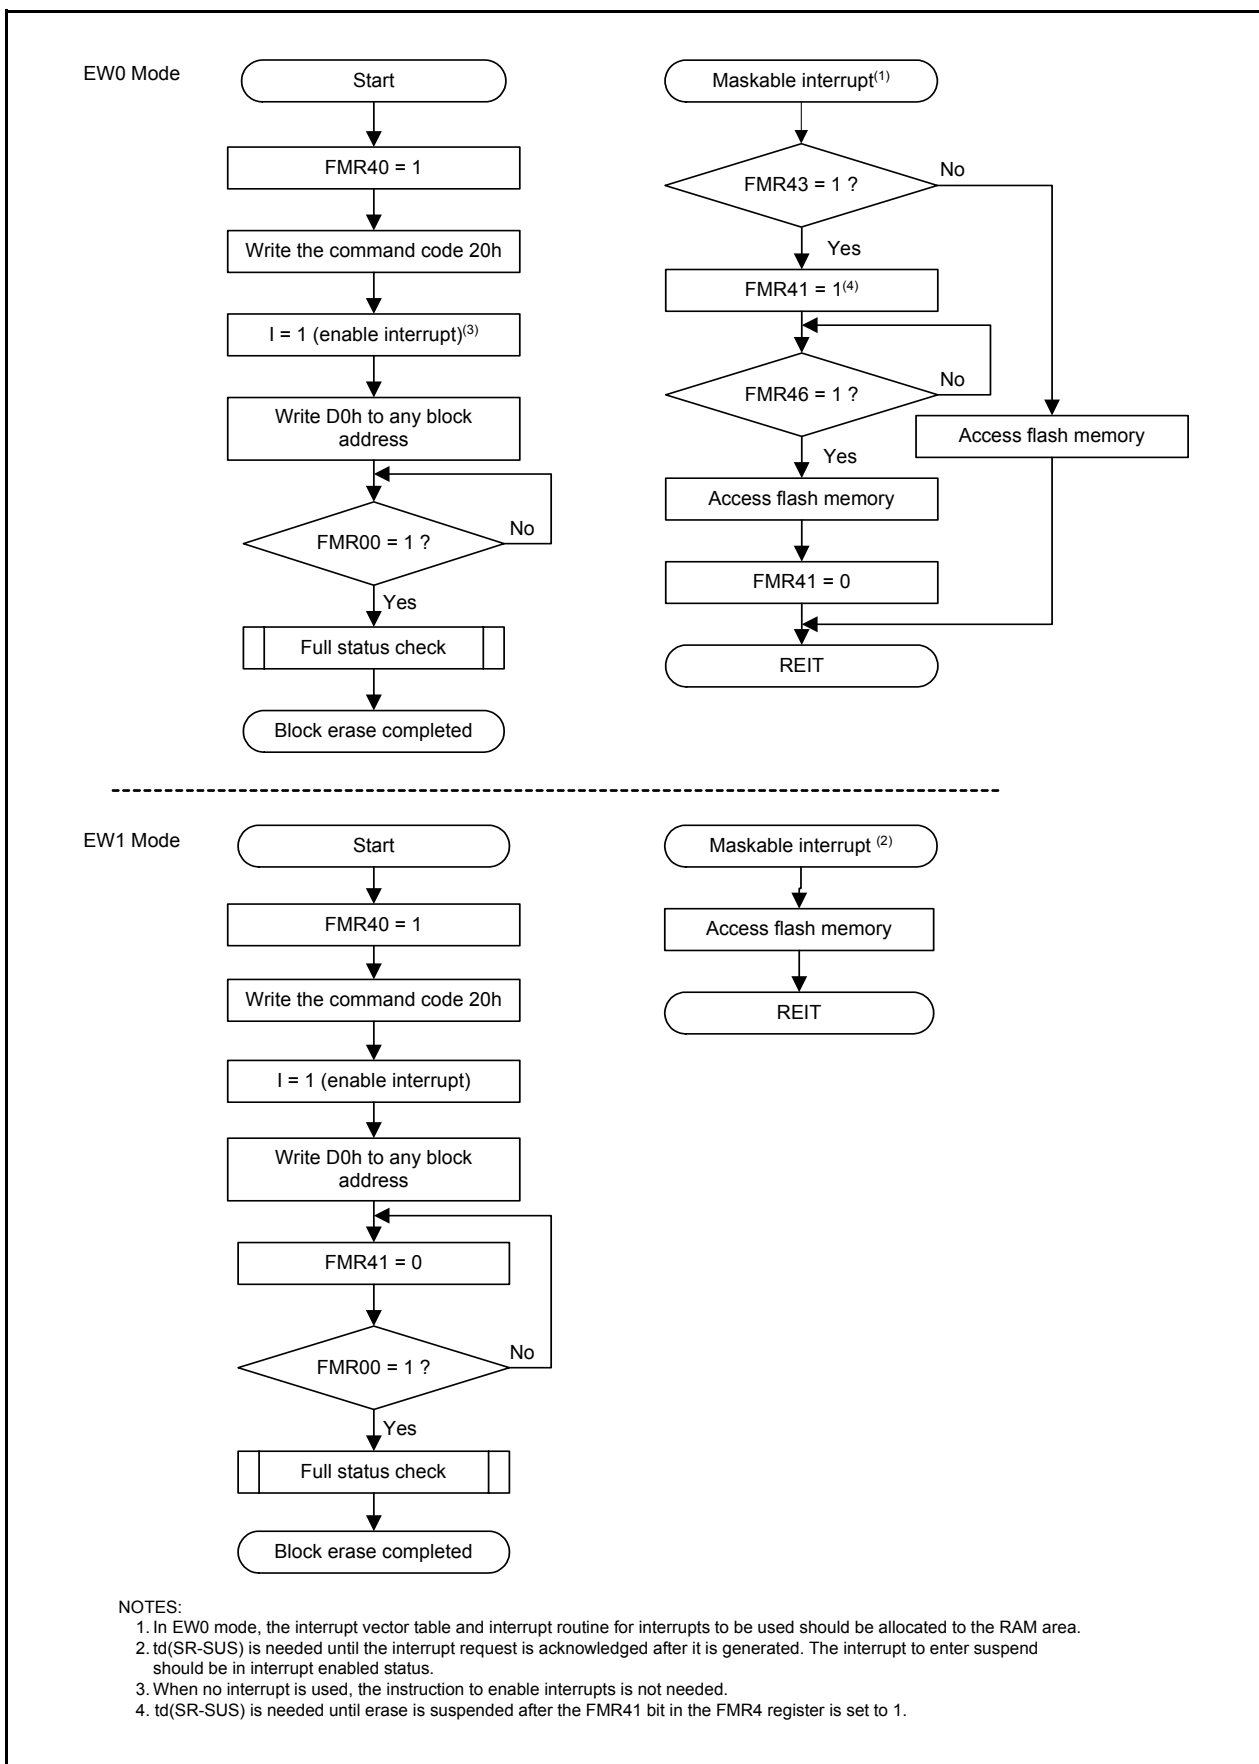 EW0 Mode
Start
FMR40 = 1
Write the command code 20h
I = 1 (enable interrupt)(3)
Write D0h to any block
address
FMR00 = 1 ?
No
Yes
Full status check
Block erase completed
Maskable interrupt(1)
FMR43 = 1 ?
No
Yes
FMR41 = 1(4)
FMR46 = 1 ?
No
Yes
Access flash memory
Access flash memory
FMR41 = 0
REIT
EW1 Mode
Start
FMR40 = 1
Write the command code 20h
I = 1 (enable interrupt)
Write D0h to any block
address
FMR41 = 0
FMR00 = 1 ?
No
Yes
Full status check
Block erase completed
Maskable interrupt (2)
Access flash memory
REIT
NOTES:
1. In EW0 mode, the interrupt vector table and interrupt routine for interrupts to be used should be allocated to the RAM area.
2. td(SR-SUS) is needed until the interrupt request is acknowledged after it is generated. The interrupt to enter suspend
should be in interrupt enabled status.
3. When no interrupt is used, the instruction to enable interrupts is not needed.
4. td(SR-SUS) is needed until erase is suspended after the FMR41 bit in the FMR4 register is set to 1.